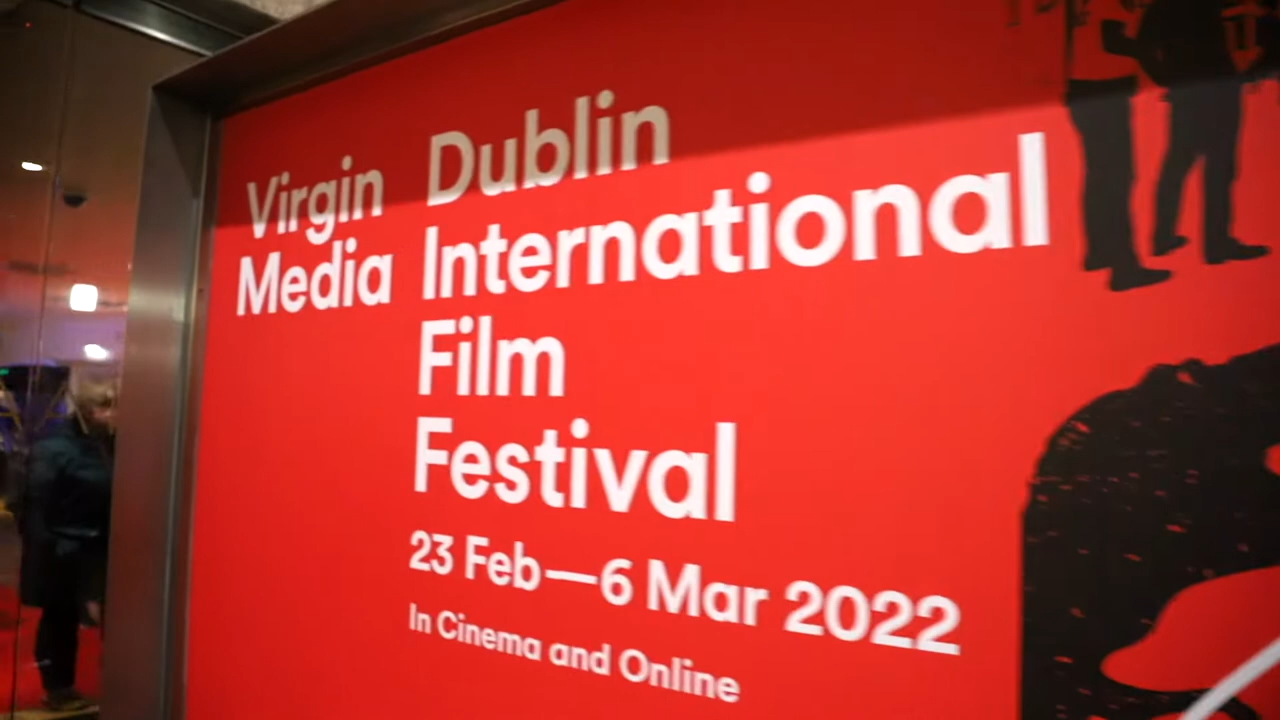 Virgin
Media
Dublin
International
Film
Festival
23 Feb—6 Mar 2022
In Cinema and Online